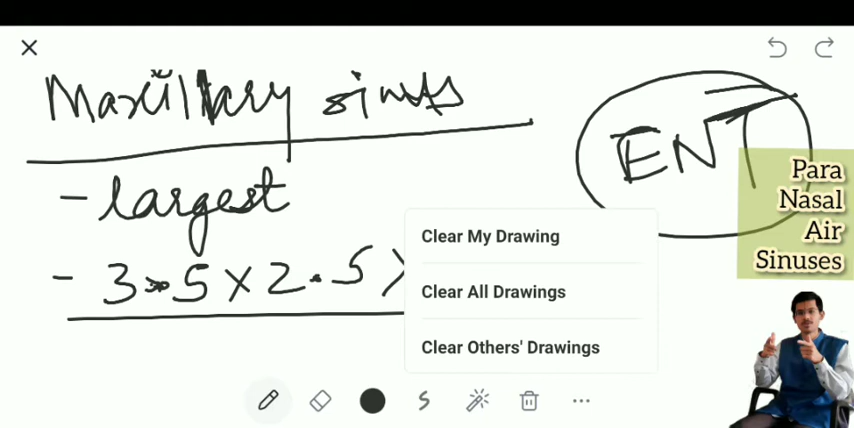 Maxillary sinus
ENT
- largest
- 3.5 x 2.5 x
Para
Nasal
Air
Sinuses
Clear My Drawing
Clear All Drawings
Clear Others' Drawings